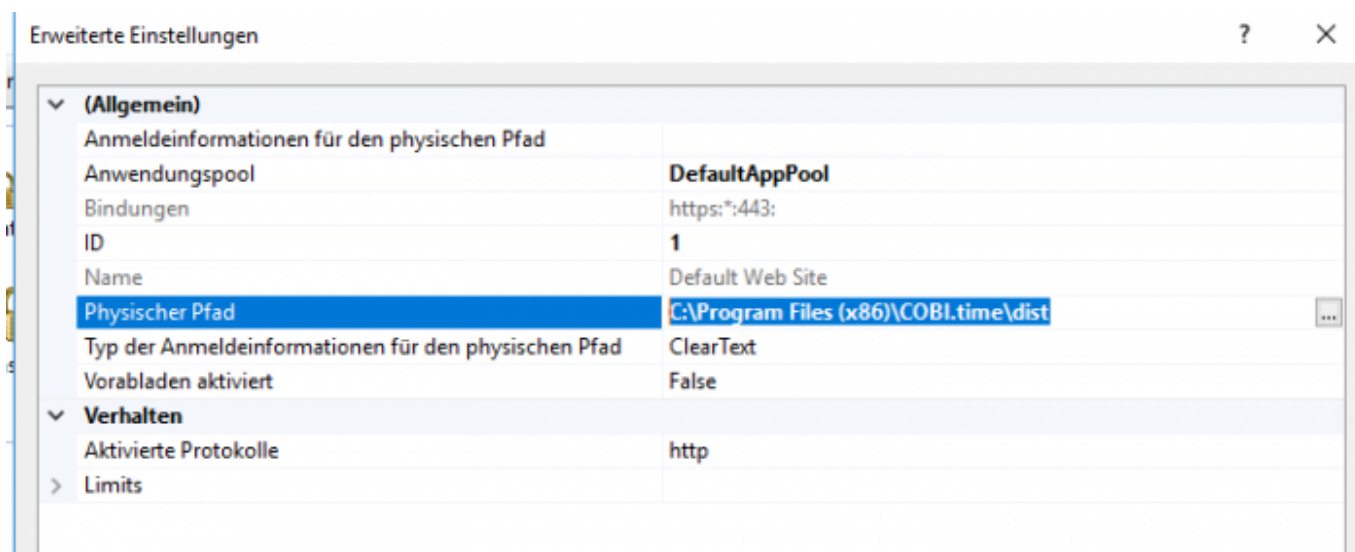 Erweiterte Einstellungen ? ×
(Allgemein)
Anmeldeinformationen für den physischen Pfad
Anwendungspool DefaultAppPool
Bindungen https:*:443:
ID 1
Name Default Web Site
Physischer Pfad C:\Program Files (x86)\COBI.time\dist ...
Typ der Anmeldeinformationen für den physischen Pfad ClearText
Vorabladen aktiviert False
Verhalten
Aktivierte Protokolle http
Limits